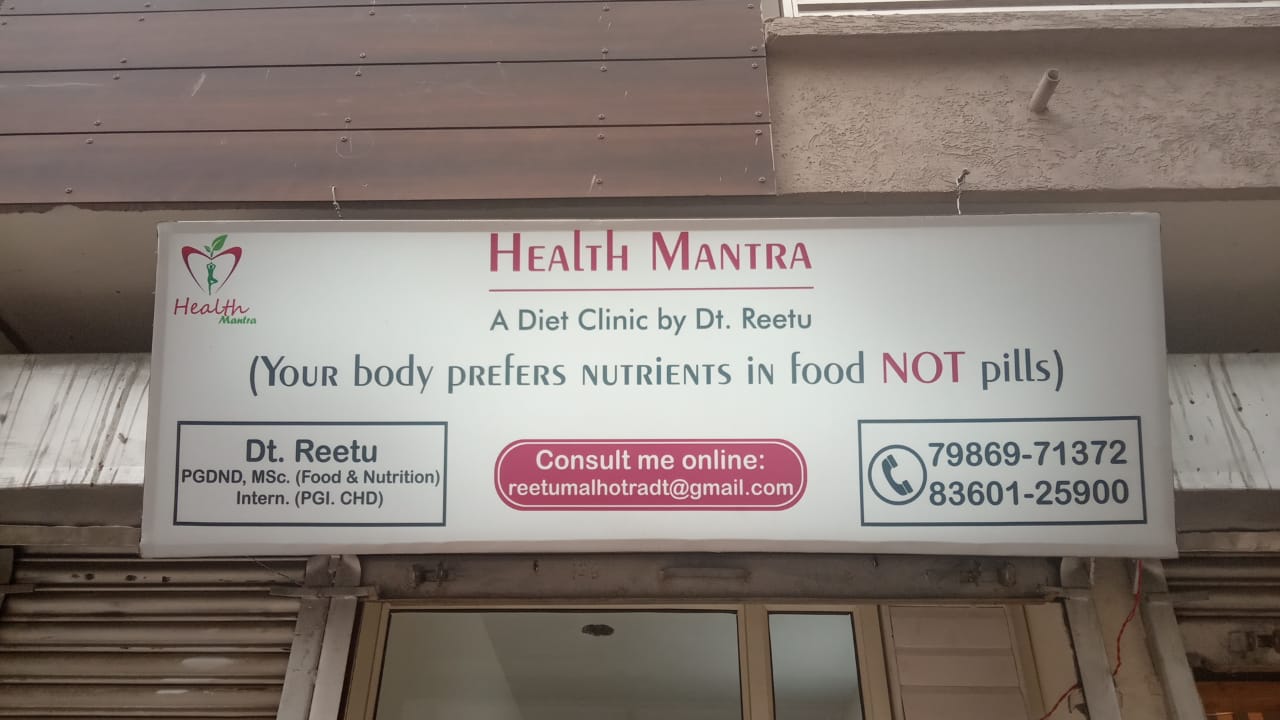 Health Mantra
HEALTH MANTRA
A Diet Clinic by Dt. Reetu
(YOUR body PREFERS NUTRIENTS IN food NOT pills)
Dt. Reetu
PGDND, MSc. (Food & Nutrition)
Intern. (PGI. CHD)
Consult me online:
reetumalhotradt@gmail.com
79869-71372
83601-25900